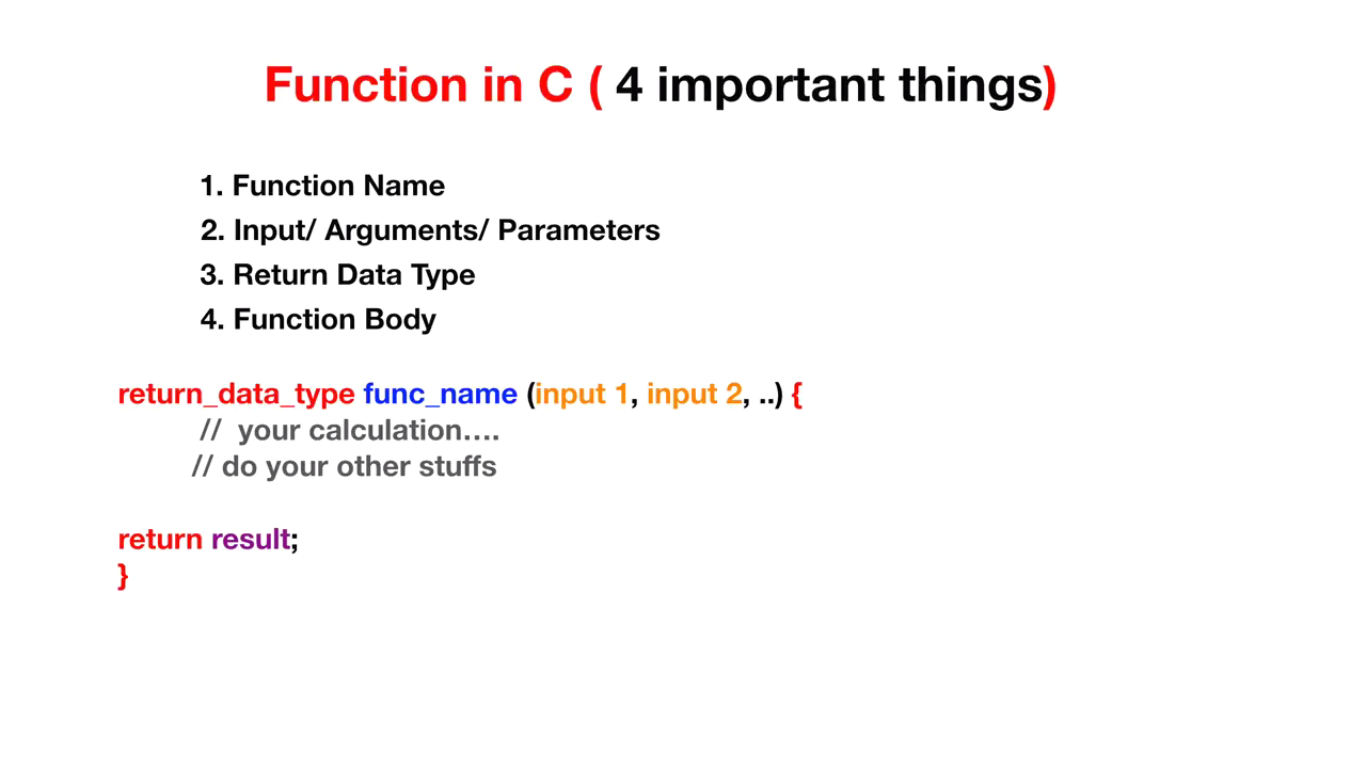 Function in C ( 4 important things)
1. Function Name
2. Input/ Arguments/ Parameters
3. Return Data Type
4. Function Body
return_data_type func_name (input 1, input 2, ..) {
// your calculation....
// do your other stuffs
return result;
}